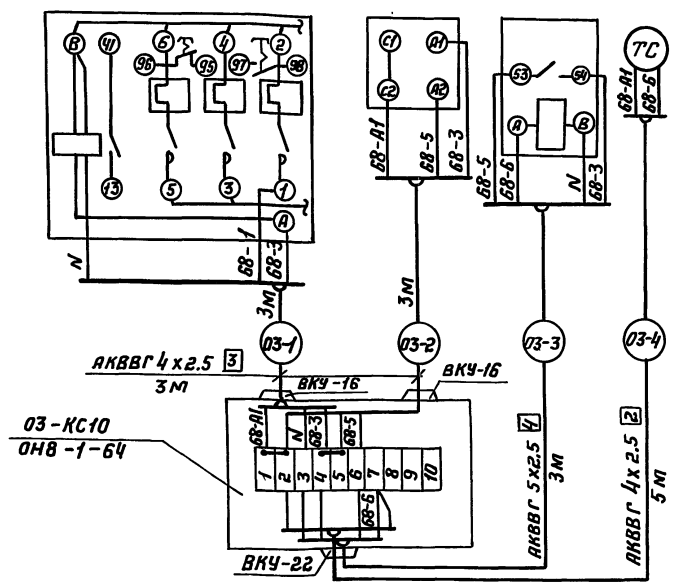 В 41 6 4 2
96 95 97 98
13 5 3 1
А
N
68-1
68-3
3м
С1 А1
С2 А2
68-А1
68-5
68-3
3м
53 54
А В
68-5
68-6
N
68-3
ТС
68-А1
68-6
03-1
03-2
03-3
03-4
АКВВГ 4х2.5 3
3м
ВКУ-16
ВКУ-16
03-КС10
ОН8-1-64
68-А1
N
68-3
68-5
1 2 3 4 5 6 7 8 9 10
68-6
ВКУ-22
АКВВГ 5х2.5 4
3м
АКВВГ 4х2.5 2
5м